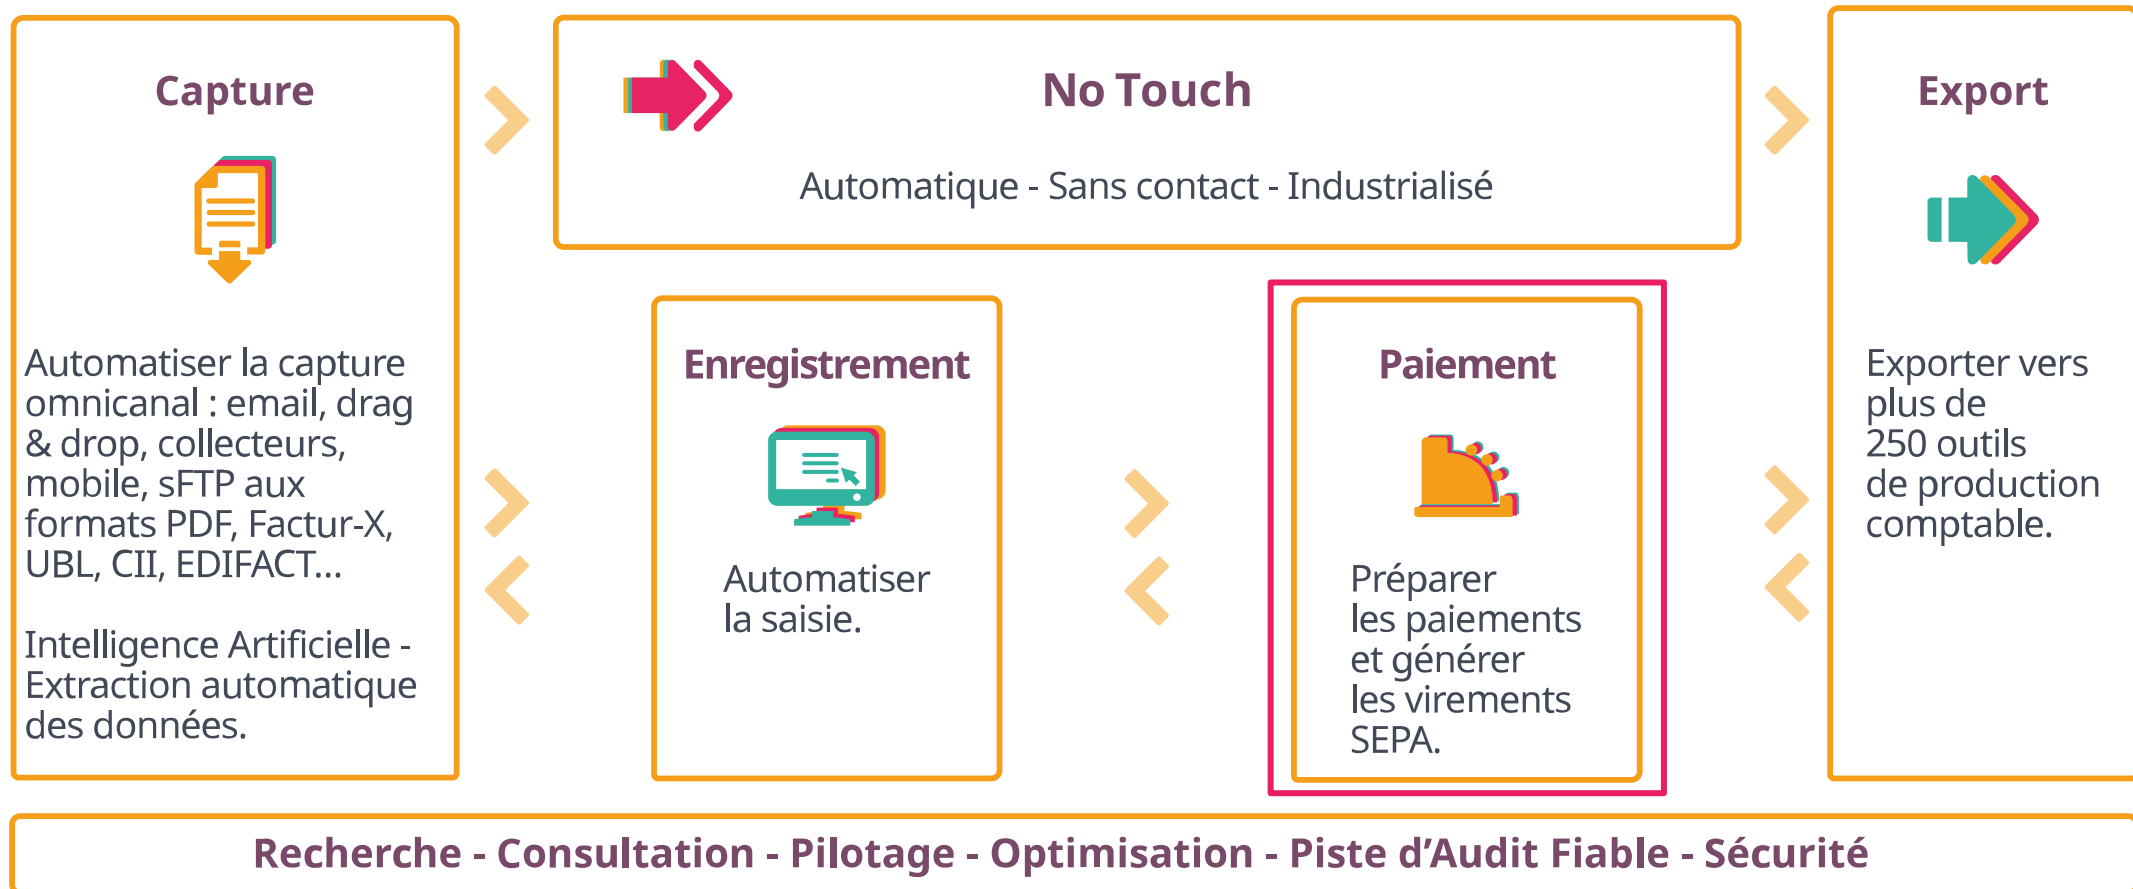 Capture
Automatiser la capture
omnicanal : email, drag
& drop, collecteurs,
mobile, sFTP aux
formats PDF, Factur-X,
UBL, CII, EDIFACT...
Intelligence Artificielle -
Extraction automatique
des données.
No Touch
Automatique - Sans contact - Industrialisé
Enregistrement
Automatiser
la saisie.
Paiement
Préparer
les paiements
et générer
les virements
SEPA.
Export
Exporter vers
plus de
250 outils
de production
comptable.
Recherche - Consultation - Pilotage - Optimisation - Piste d’Audit Fiable - Sécurité